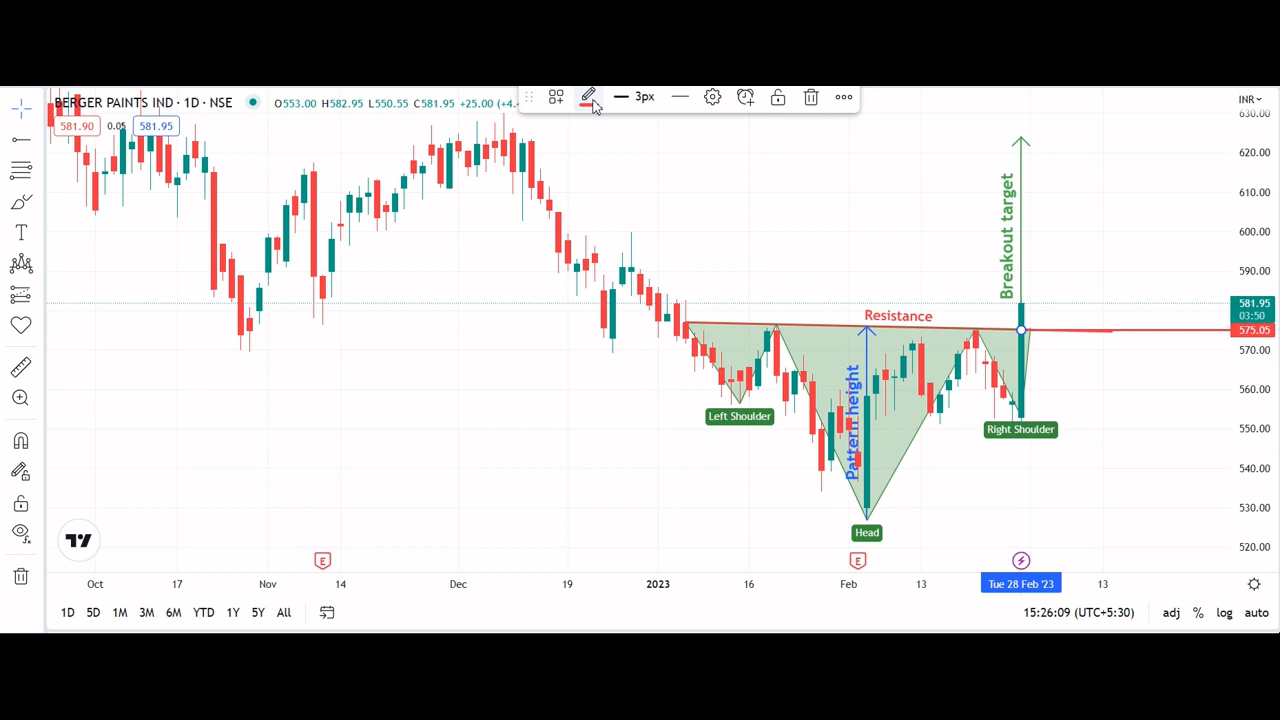 BERGER PAINTS IND · 1D · NSE
O553.00 H582.95 L550.55 C581.95 +25.00
3px
INR
581.90 0.05 581.95
630.00
620.00
610.00
600.00
590.00
581.95
03:50
575.05
570.00
560.00
550.00
540.00
530.00
520.00
Breakout target
Resistance
Pattern height
Left Shoulder
Right Shoulder
Head
E
E
Oct 17 Nov 14 Dec 19 2023 16 Feb 13 Tue 28 Feb '23 13
1D 5D 1M 3M 6M YTD 1Y 5Y All
15:26:09 (UTC+5:30) adj % log auto